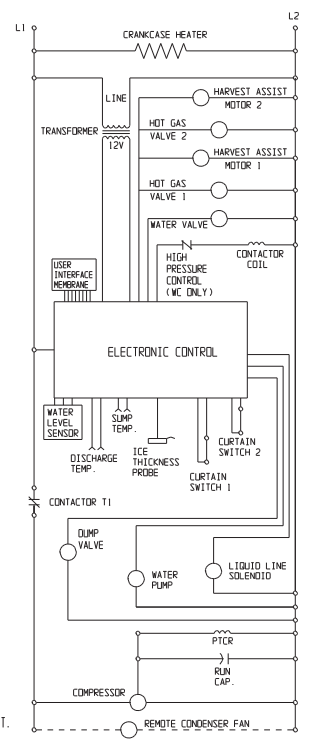 L1
L2
CRANKCASE HEATER
HARVEST ASSIST
MOTOR 2
LINE
HOT GAS
VALVE 2
TRANSFORMER
12V
HARVEST ASSIST
MOTOR 1
HOT GAS
VALVE 1
WATER VALVE
HIGH
PRESSURE
CONTROL
(WC ONLY)
CONTACTOR
COIL
USER
INTERFACE
MEMBRANE
ELECTRONIC CONTROL
WATER
LEVEL
SENSOR
SUMP
TEMP.
DISCHARGE
TEMP.
ICE
THICKNESS
PROBE
CURTAIN
SWITCH 2
CURTAIN
SWITCH 1
CONTACTOR T1
DUMP
VALVE
WATER
PUMP
LIQUID LINE
SOLENOID
PTCR
RUN
CAP.
COMPRESSOR
T.
REMOTE CONDENSER FAN